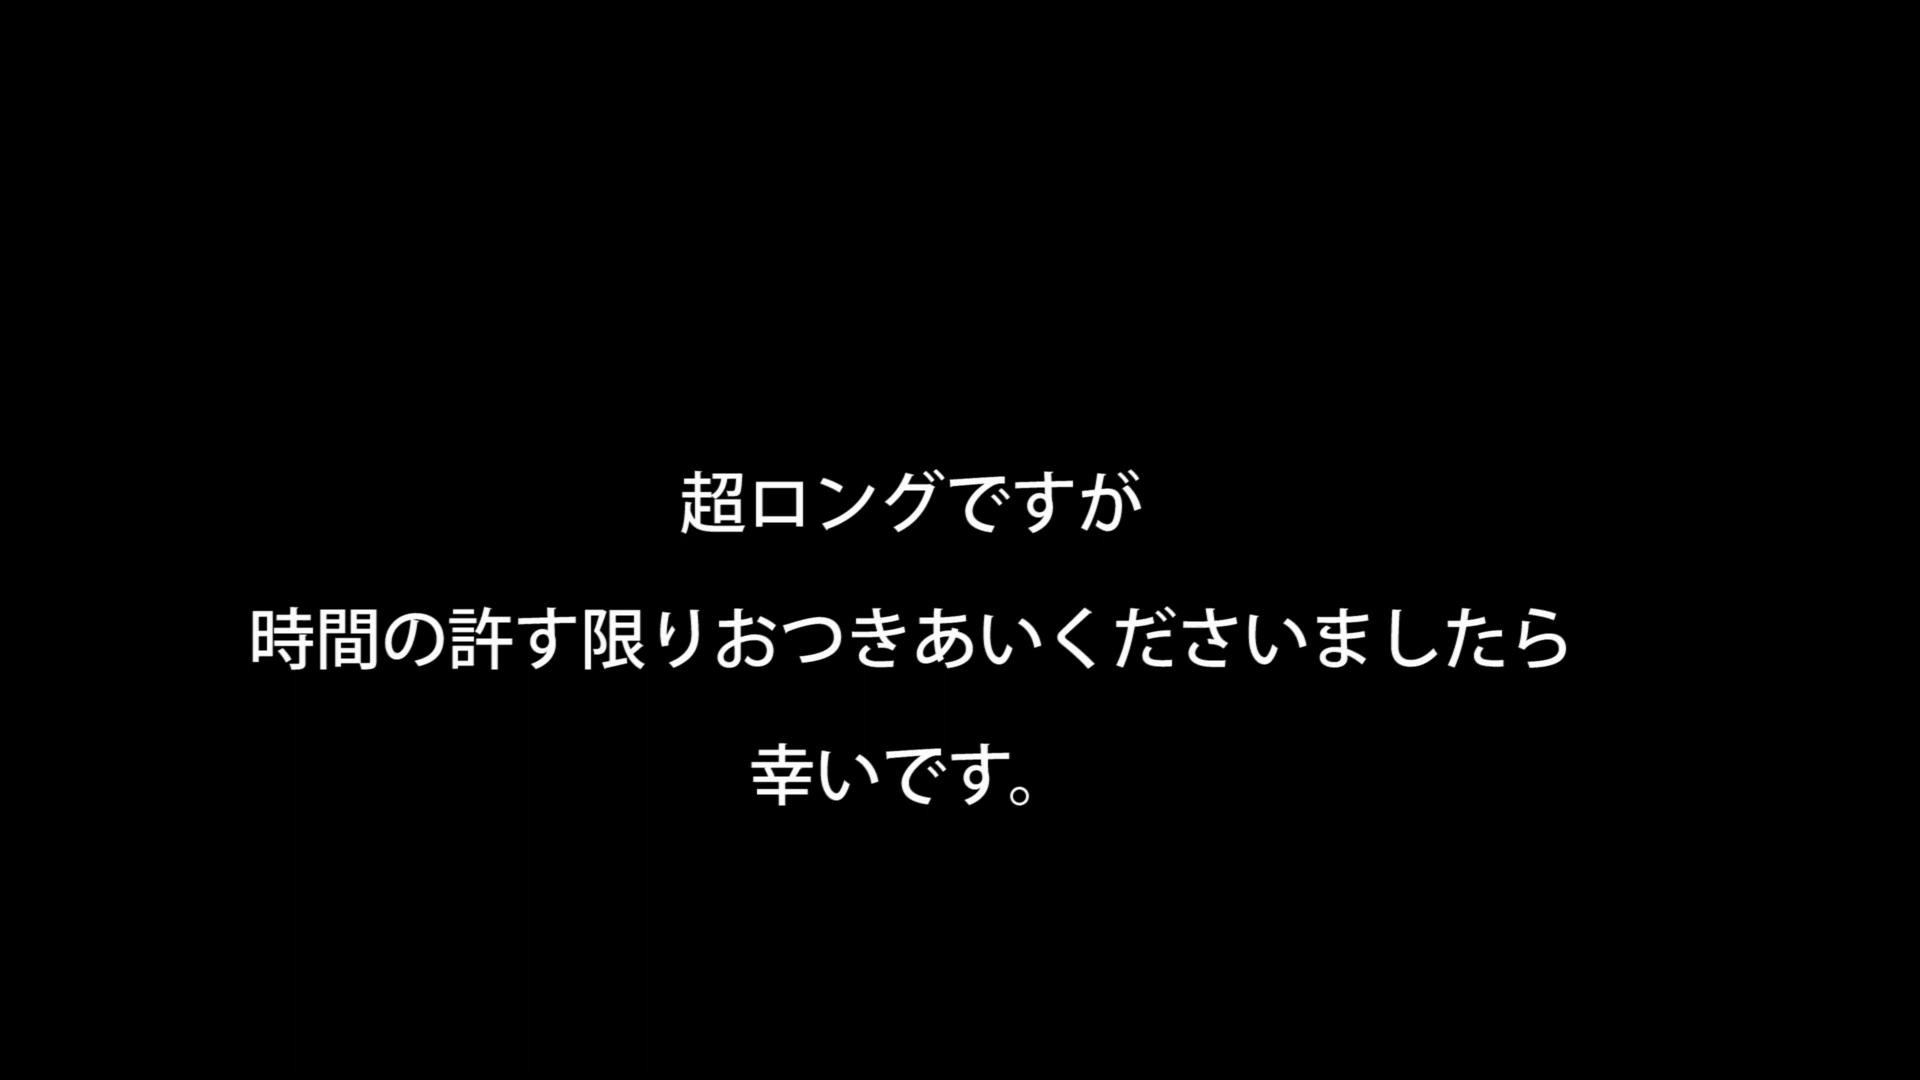 超ロングですが
時間の許す限りおつきあいくださいましたら
幸いです。